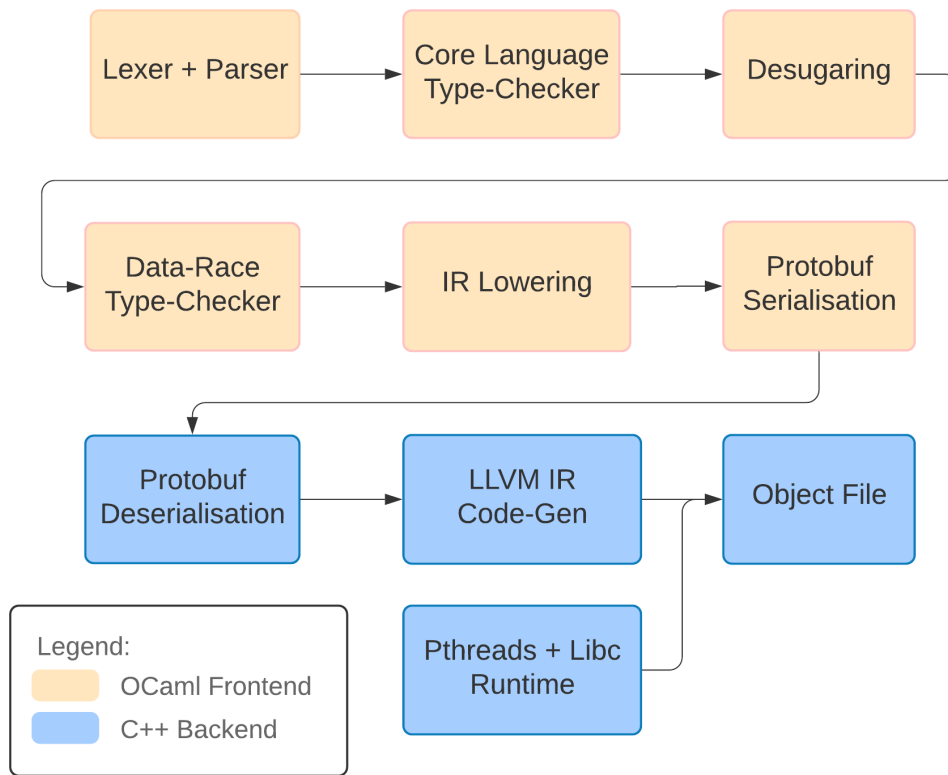 Lexer + Parser
Core Language
Type-Checker
Desugaring
Data-Race
Type-Checker
IR Lowering
Protobuf
Serialisation
Protobuf
Deserialisation
LLVM IR
Code-Gen
Object File
Pthreads + Libc
Runtime
Legend:
OCaml Frontend
C++ Backend